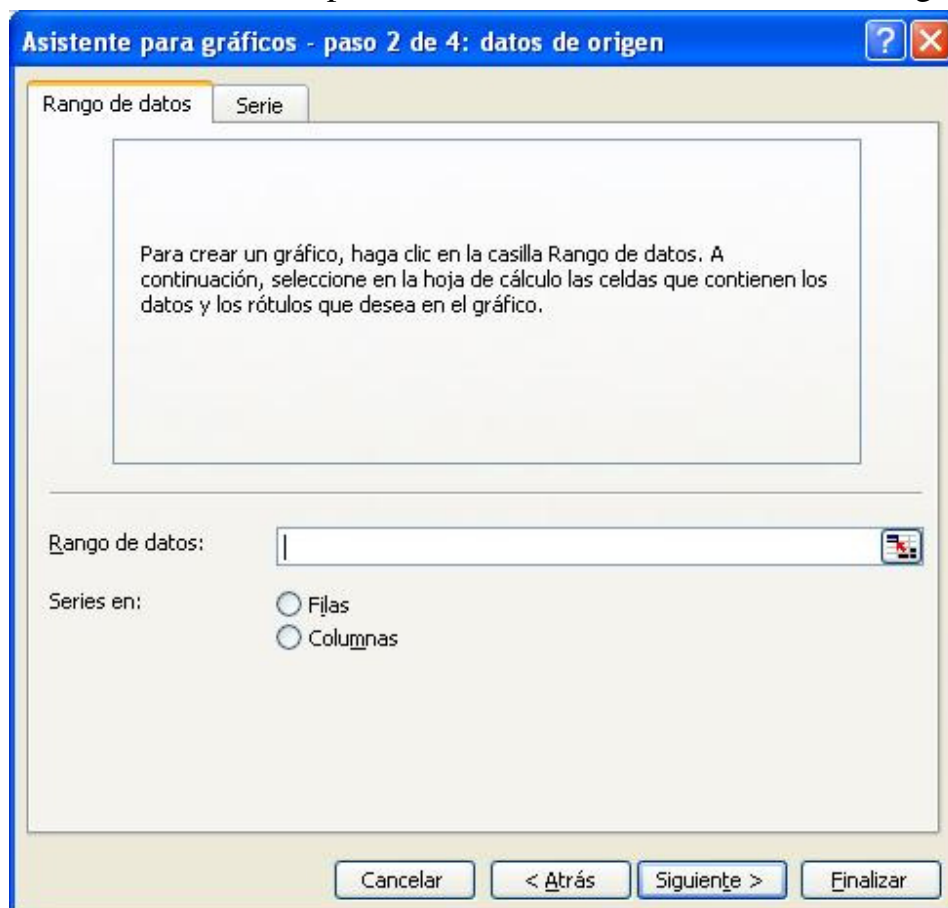 Asistente para gráficos - paso 2 de 4: datos de origen
Rango de datos
Serie
Para crear un gráfico, haga clic en la casilla Rango de datos. A
continuación, seleccione en la hoja de cálculo las celdas que contienen los
datos y los rótulos que desea en el gráfico.
Rango de datos:
Series en:
Filas
Columnas
Cancelar
< Atrás
Siguiente >
Finalizar